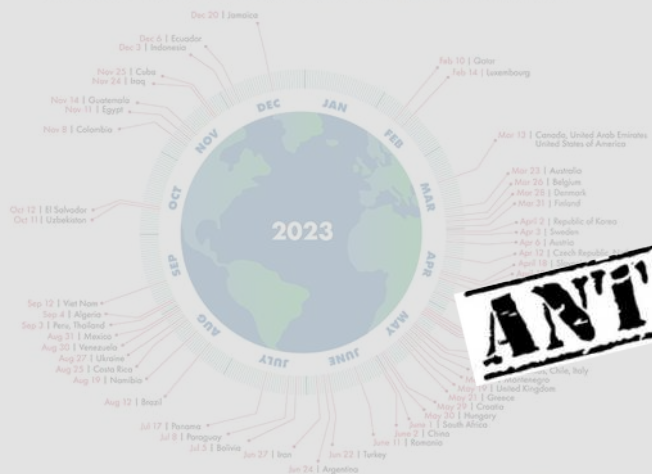 Dec 20 | Jamaica
Dec 6 | Ecuador
Dec 3 | Indonesia
Nov 25 | Cuba
Nov 24 | Iraq
Nov 14 | Guatemala
Nov 11 | Egypt
Nov 8 | Colombia
Oct 12 | El Salvador
Oct 11 | Uzbekistan
Sep 12 | Viet Nam
Sep 4 | Algeria
Sep 3 | Peru, Thailand
Aug 31 | Mexico
Aug 30 | Venezuela
Aug 27 | Ukraine
Aug 25 | Costa Rica
Aug 19 | Namibia
Aug 12 | Brazil
Jul 17 | Panama
Jul 8 | Paraguay
Jul 5 | Bolivia
Jun 27 | Iran
Jun 24 | Argentina
Jun 22 | Turkey
June 11 | Romania
June 2 | China
June 1 | South Africa
May 30 | Hungary
May 29 | Croatia
May 21 | Greece
May 19 | United Kingdom
Montenegro
Chile, Italy
Feb 10 | Qatar
Feb 14 | Luxembourg
Mar 13 | Canada, United Arab Emirates
United States of America
Mar 23 | Australia
Mar 26 | Belgium
Mar 28 | Denmark
Mar 31 | Finland
April 2 | Republic of Korea
Apr 3 | Sweden
Apr 6 | Austria
Apr 12 | Czech Republic
April 18
JAN
FEB
MAR
APR
MAY
JUNE
JULY
AUG
SEP
OCT
NOV
DEC
2023
ANT